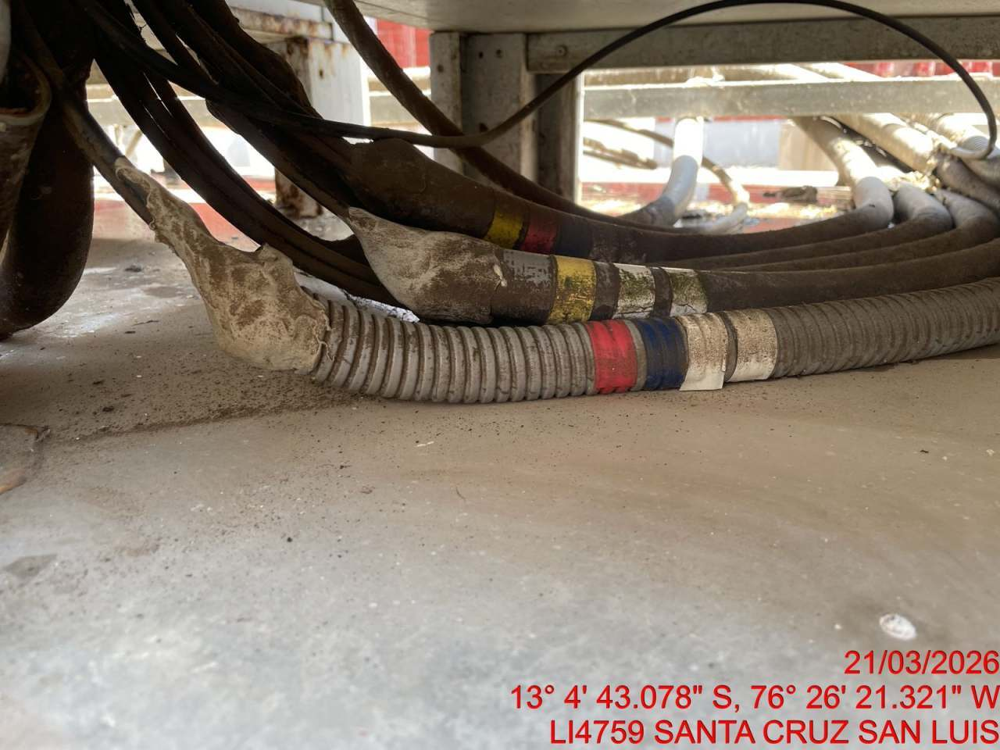 21/03/2026
13° 4' 43.078" S, 76° 26' 21.321" W
LI4759 SANTA CRUZ SAN LUIS